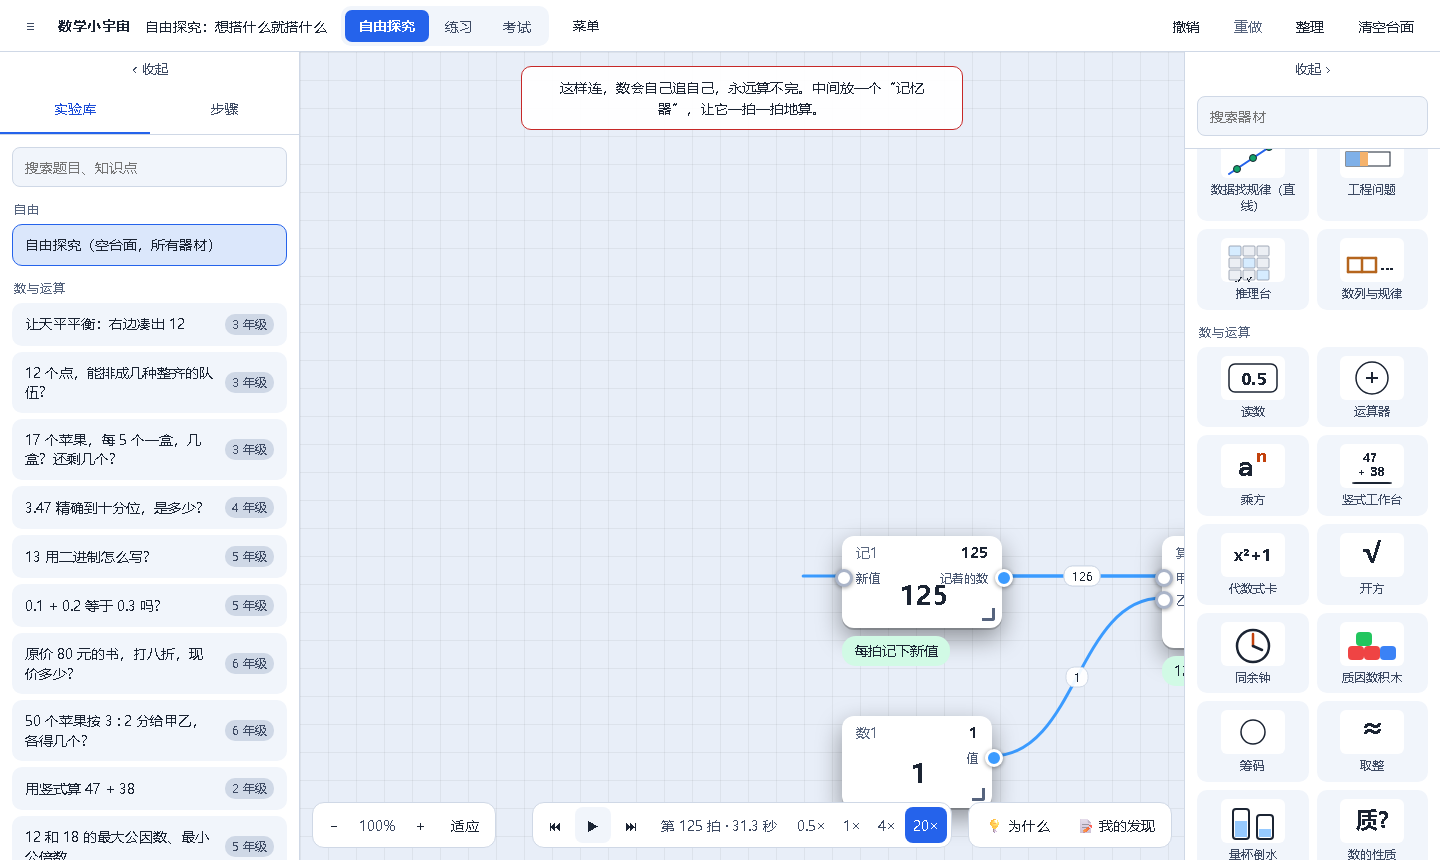 ≡ 数学小宇宙 自由探究：想搭什么就搭什么 自由探究 练习 考试 菜单 撤销 重做 整理 清空台面
‹ 收起
实验库 步骤
搜索题目、知识点
自由
自由探究（空台面，所有器材）
数与运算
让天平平衡：右边凑出 12 3 年级
12 个点，能排成几种整齐的队
伍？
3 年级
17 个苹果，每 5 个一盒，几
盒？还剩几个？
3 年级
3.47 精确到十分位，是多少？ 4 年级
13 用二进制怎么写？ 5 年级
0.1 + 0.2 等于 0.3 吗？ 5 年级
原价 80 元的书，打八折，现
价多少？
6 年级
50 个苹果按 3 : 2 分给甲乙，
各得几个？
6 年级
用竖式算 47 + 38 2 年级
12 和 18 的最大公因数、最小
公倍数
5 年级
这样连，数会自己追自己，永远算不完。中间放一个“记忆
器”，让它一拍一拍地算。
记1 125
新值 记着的数
125
每拍记下新值
126
1
数1 1
值
1
算
甲
乙
12
− 100% + 适应
⏮ ▶ ⏭ 第 125 拍 · 31.3 秒 0.5× 1× 4× 20×
为什么 我的发现
收起 ›
搜索器材
数据找规律（直
线）
工程问题
推理台
... 数列与规律
数与运算
0.5
读数
+
运算器
aⁿ
乘方
47
+ 38
竖式工作台
x²+1
代数式卡
√
开方
同余钟
质因数积木
筹码
≈
取整
量杯倒水
质?
数的性质